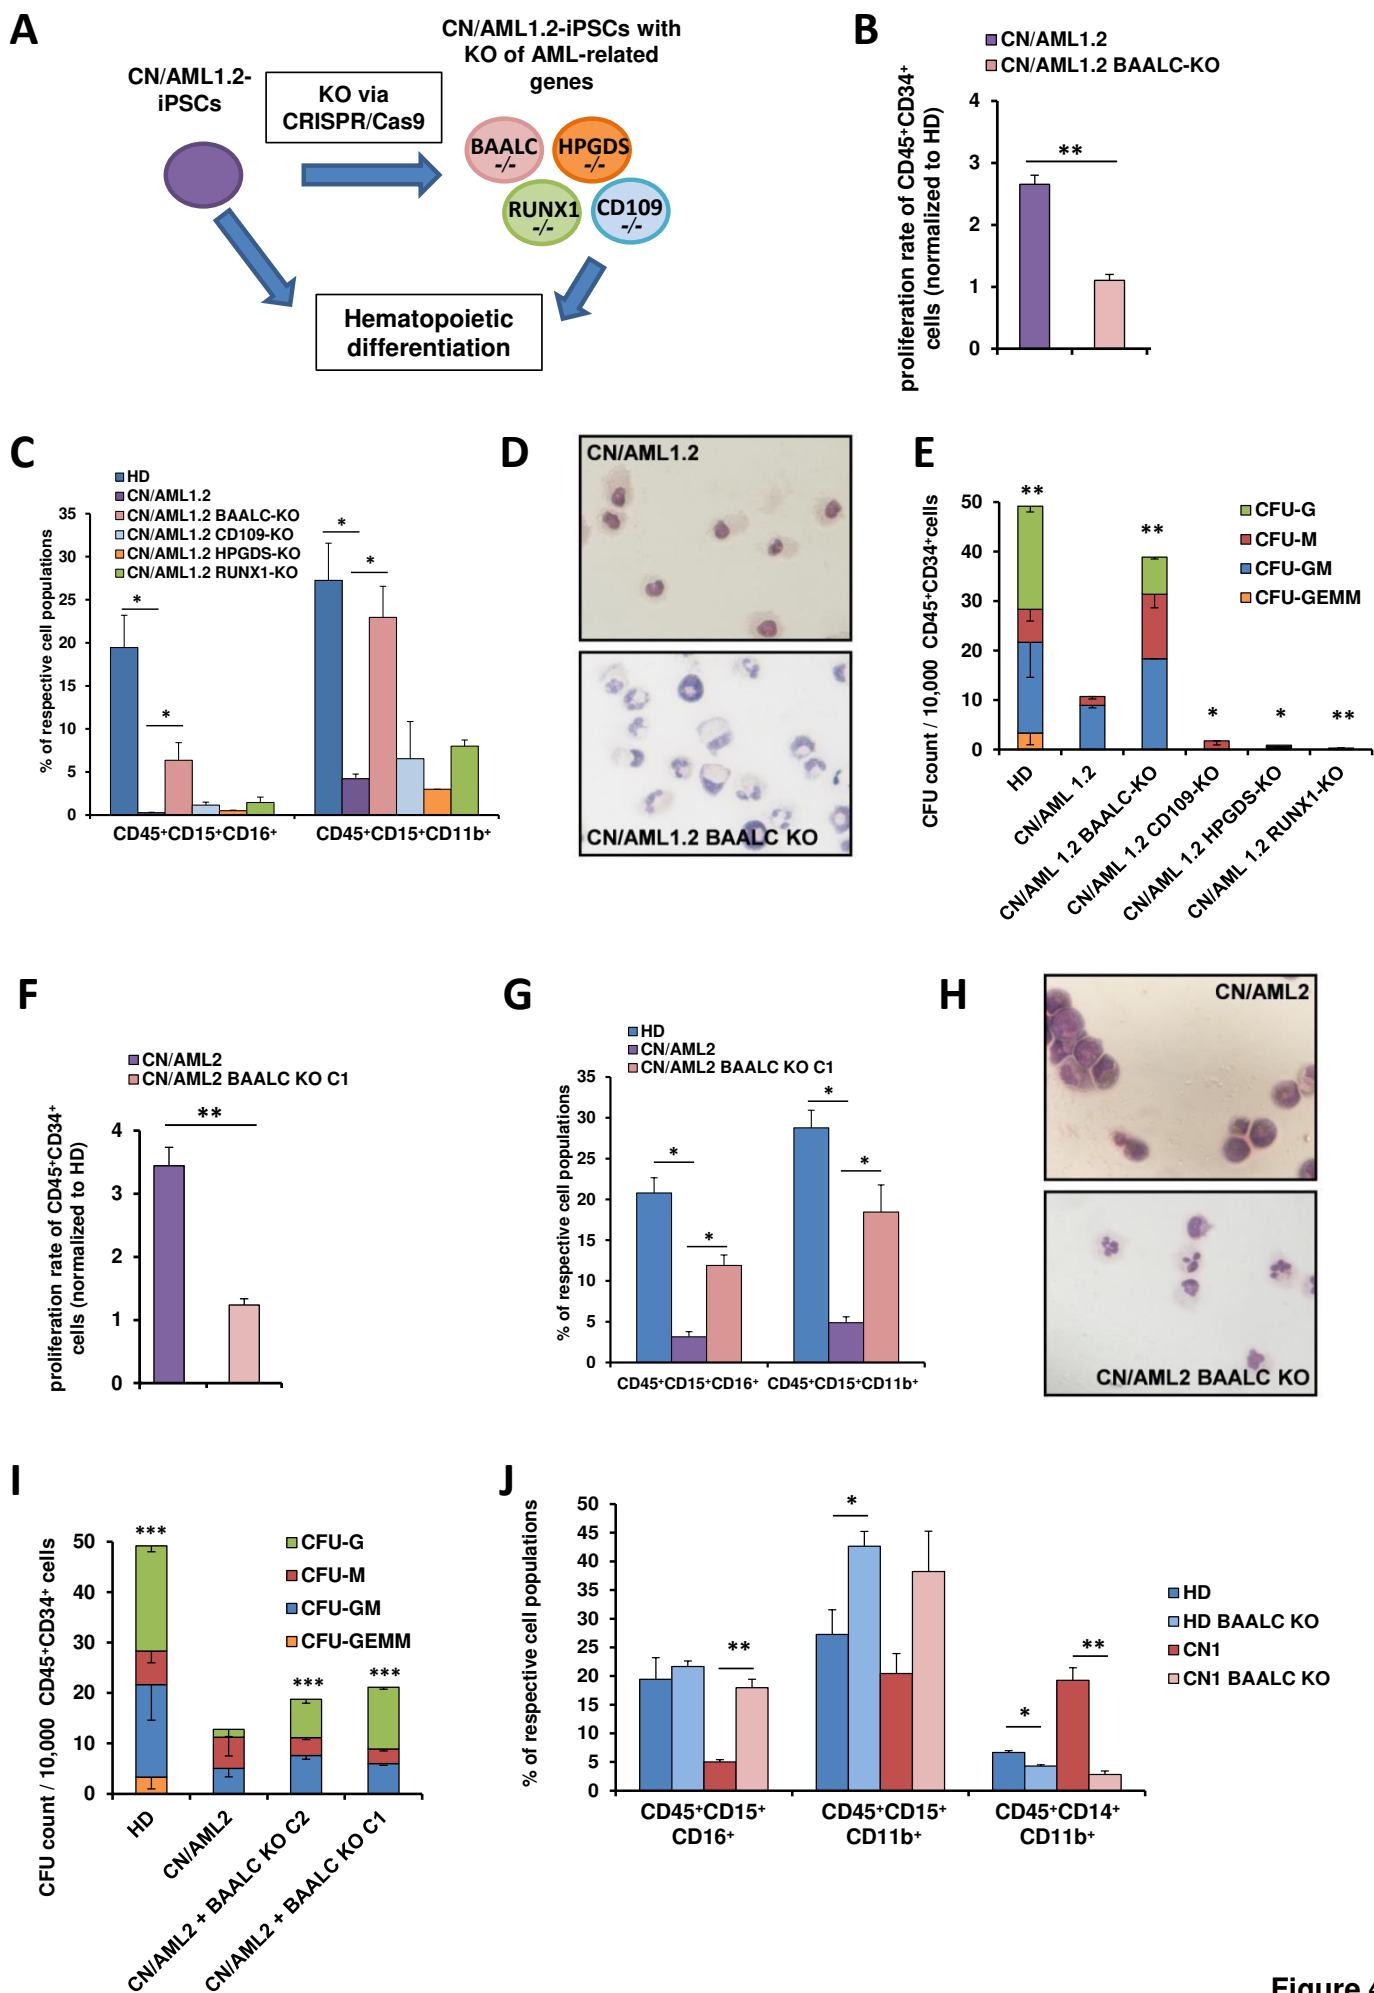 A
CN/AML1.2-
iPSCs
KO via
CRISPR/Cas9
CN/AML1.2-iPSCs with
KO of AML-related
genes
BAALC
-/-
HPGDS
-/-
RUNX1
-/-
CD109
-/-
Hematopoietic
differentiation
B
CN/AML1.2
CN/AML1.2 BAALC-KO
proliferation rate of CD45⁺CD34⁺
cells (normalized to HD)
4
3
2
1
0
**
C
HD
CN/AML1.2
CN/AML1.2 BAALC-KO
CN/AML1.2 CD109-KO
CN/AML1.2 HPGDS-KO
CN/AML1.2 RUNX1-KO
% of respective cell populations
35
30
25
20
15
10
5
0
*
*
*
*
CD45⁺CD15⁺CD16⁺
CD45⁺CD15⁺CD11b⁺
D
CN/AML1.2
CN/AML1.2 BAALC KO
E
CFU count / 10,000 CD45⁺CD34⁺cells
50
40
30
20
10
0
**
**
*
*
**
CFU-G
CFU-M
CFU-GM
CFU-GEMM
HD
CN/AML 1.2
CN/AML 1.2 BAALC-KO
CN/AML 1.2 CD109-KO
CN/AML 1.2 HPGDS-KO
CN/AML 1.2 RUNX1-KO
F
CN/AML2
CN/AML2 BAALC KO C1
proliferation rate of CD45⁺CD34⁺
cells (normalized to HD)
4
3
2
1
0
**
G
HD
CN/AML2
CN/AML2 BAALC KO C1
% of respective cell populations
35
30
25
20
15
10
5
0
*
*
*
*
CD45⁺CD15⁺CD16⁺
CD45⁺CD15⁺CD11b⁺
H
CN/AML2
CN/AML2 BAALC KO
I
CFU count / 10,000 CD45⁺CD34⁺ cells
50
40
30
20
10
0
***
***
***
CFU-G
CFU-M
CFU-GM
CFU-GEMM
HD
CN/AML2
CN/AML2 + BAALC KO C2
CN/AML2 + BAALC KO C1
J
% of respective cell populations
50
45
40
35
30
25
20
15
10
5
0
**
*
*
**
HD
HD BAALC KO
CN1
CN1 BAALC KO
CD45⁺CD15⁺
CD16⁺
CD45⁺CD15⁺
CD11b⁺
CD45⁺CD14⁺
CD11b⁺
Figure 4